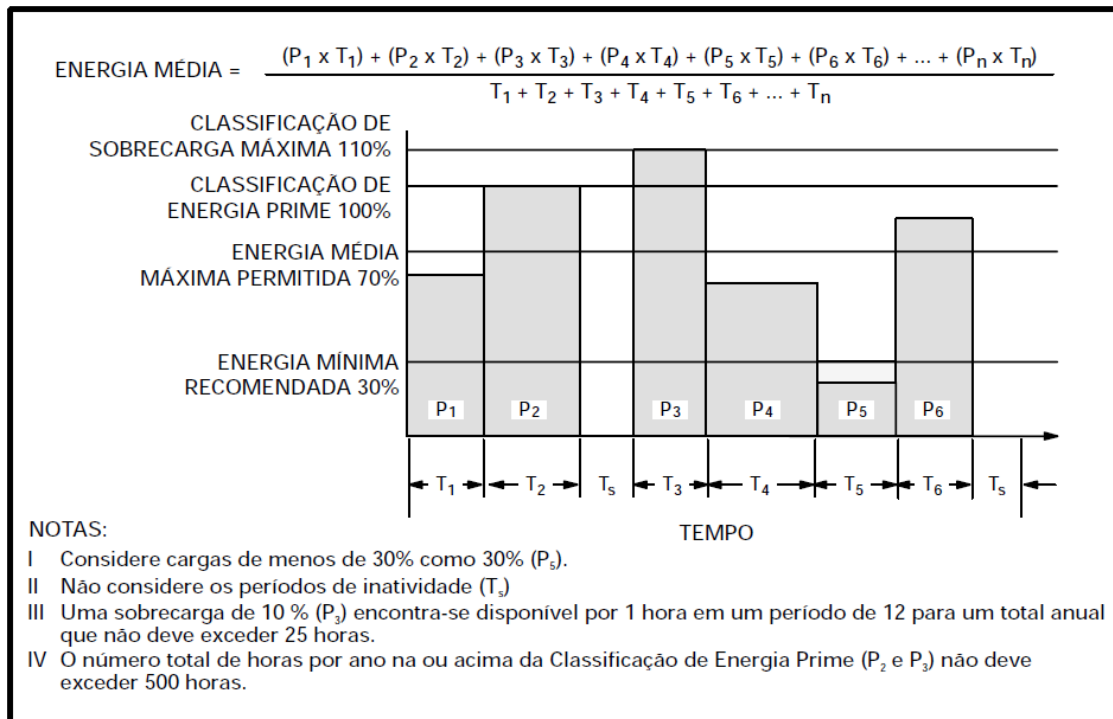 ENERGIA MÉDIA = (P1 x T1) + (P2 x T2) + (P3 x T3) + (P4 x T4) + (P5 x T5) + (P6 x T6) + ... + (Pn x Tn)
T1 + T2 + T3 + T4 + T5 + T6 + ... + Tn
CLASSIFICAÇÃO DE
SOBRECARGA MÁXIMA 110%
CLASSIFICAÇÃO DE
ENERGIA PRIME 100%
ENERGIA MÉDIA
MÁXIMA PERMITIDA 70%
ENERGIA MÍNIMA
RECOMENDADA 30%
P1 P2 P3 P4 P5 P6
T1 T2 Ts T3 T4 T5 T6 Ts
TEMPO
NOTAS:
I Considere cargas de menos de 30% como 30% (P5).
II Não considere os períodos de inatividade (Ts)
III Uma sobrecarga de 10 % (P3) encontra-se disponível por 1 hora em um período de 12 para um total anual
que não deve exceder 25 horas.
IV O número total de horas por ano na ou acima da Classificação de Energia Prime (P2 e P3) não deve
exceder 500 horas.